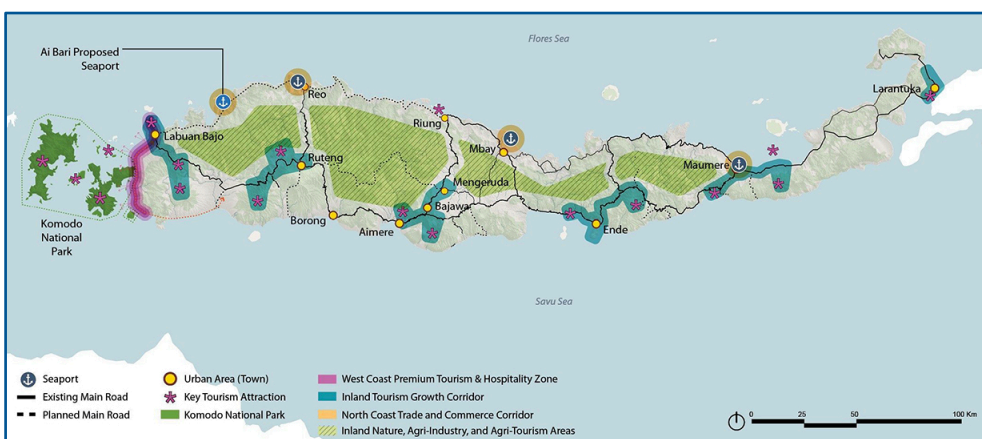 Flores Sea
Ai Bari Proposed
Seaport
Reo
Larantuka
Riung
Labuan Bajo
Mbay
Ruteng
Maumere
Mengeruda
Bajawa
Borong
Aimere
Ende
Komodo
National
Park
Savu Sea
Seaport
Urban Area (Town)
West Coast Premium Tourism & Hospitality Zone
Existing Main Road
Key Tourism Attraction
Inland Tourism Growth Corridor
Planned Main Road
Komodo National Park
North Coast Trade and Commerce Corridor
Inland Nature, Agri-Industry, and Agri-Tourism Areas
0 25 50 100 Km